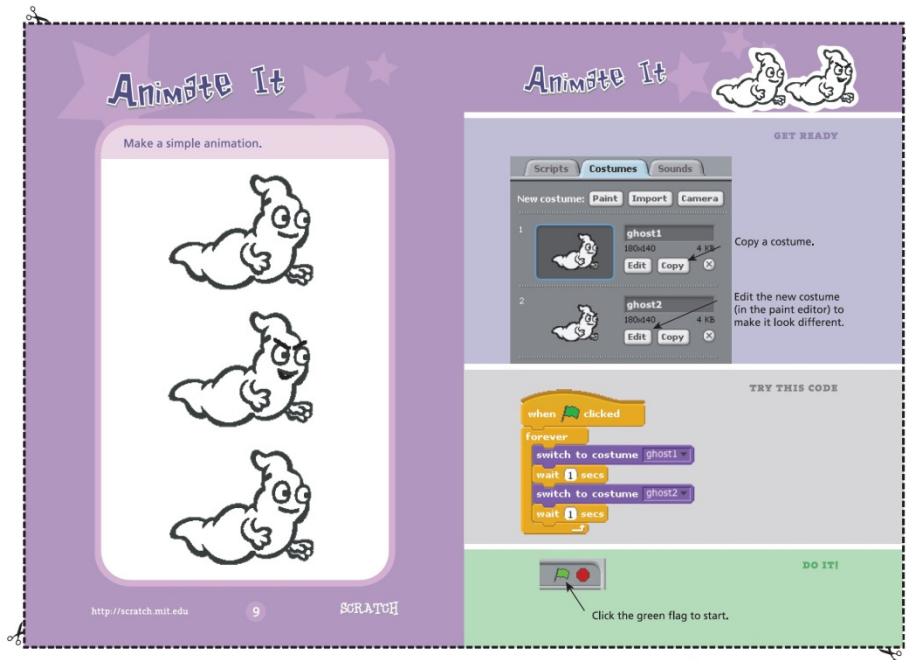 Animate It
Make a simple animation.
http://scratch.mit.edu
9
SCRATCH
Animate It
GET READY
Scripts
Costumes
Sounds
New costume:
Paint
Import
Camera
1
ghost1
180x140
4 KB
Edit
Copy
Copy a costume.
2
ghost2
180x140
4 KB
Edit
Copy
Edit the new costume
(in the paint editor) to
make it look different.
TRY THIS CODE
when clicked
forever
switch to costume ghost1
wait 1 secs
switch to costume ghost2
wait 1 secs
DO IT!
Click the green flag to start.